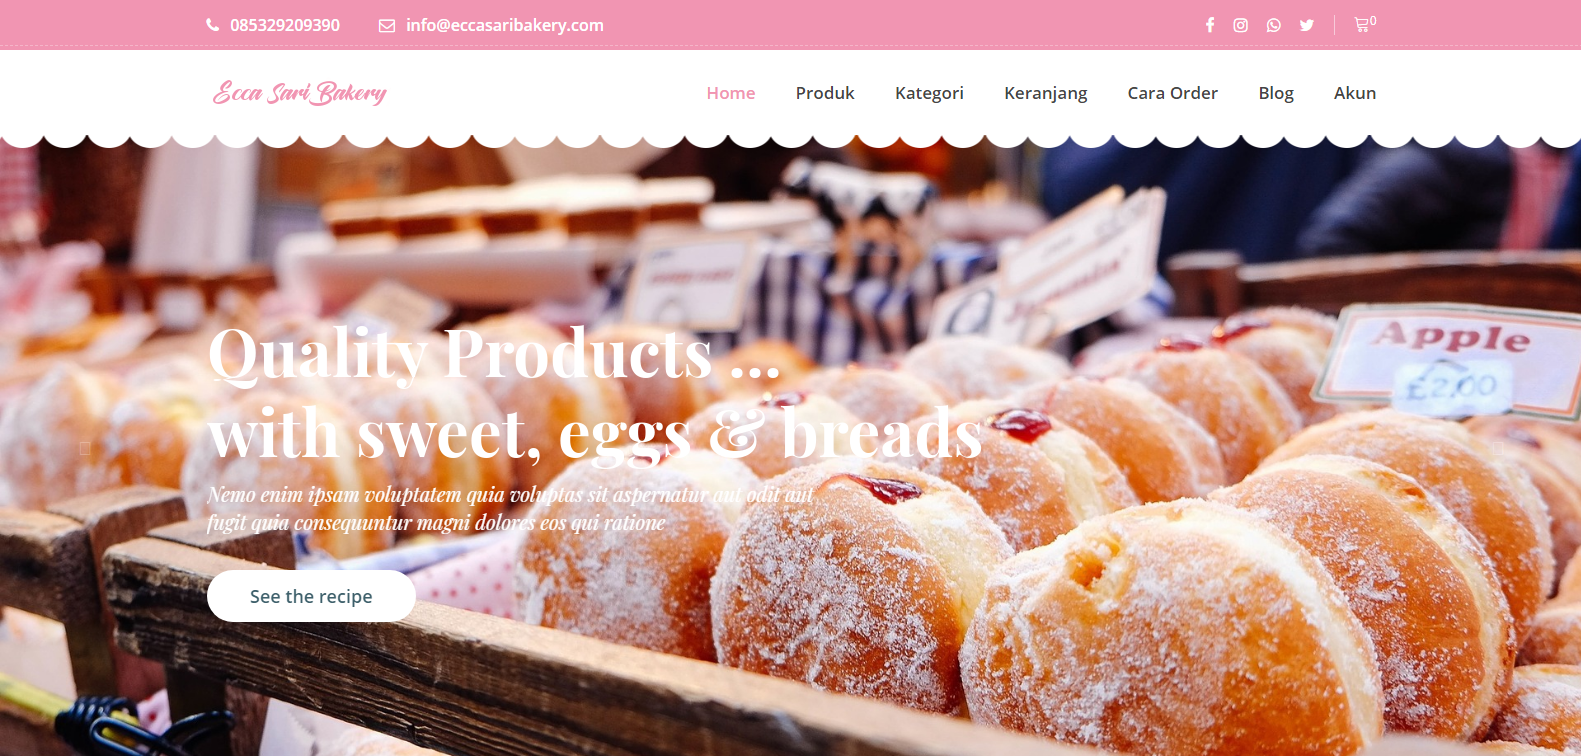 085329209390
info@eccasaribakery.com
0
Ecca Sari Bakery
Home
Produk
Kategori
Keranjang
Cara Order
Blog
Akun
Quality Products ...
with sweet, eggs & breads
Nemo enim ipsam voluptatem quia voluptas sit aspernatur aut odit aut
fugit quia consequuntur magni dolores eos qui ratione
See the recipe
Apple
£2.00